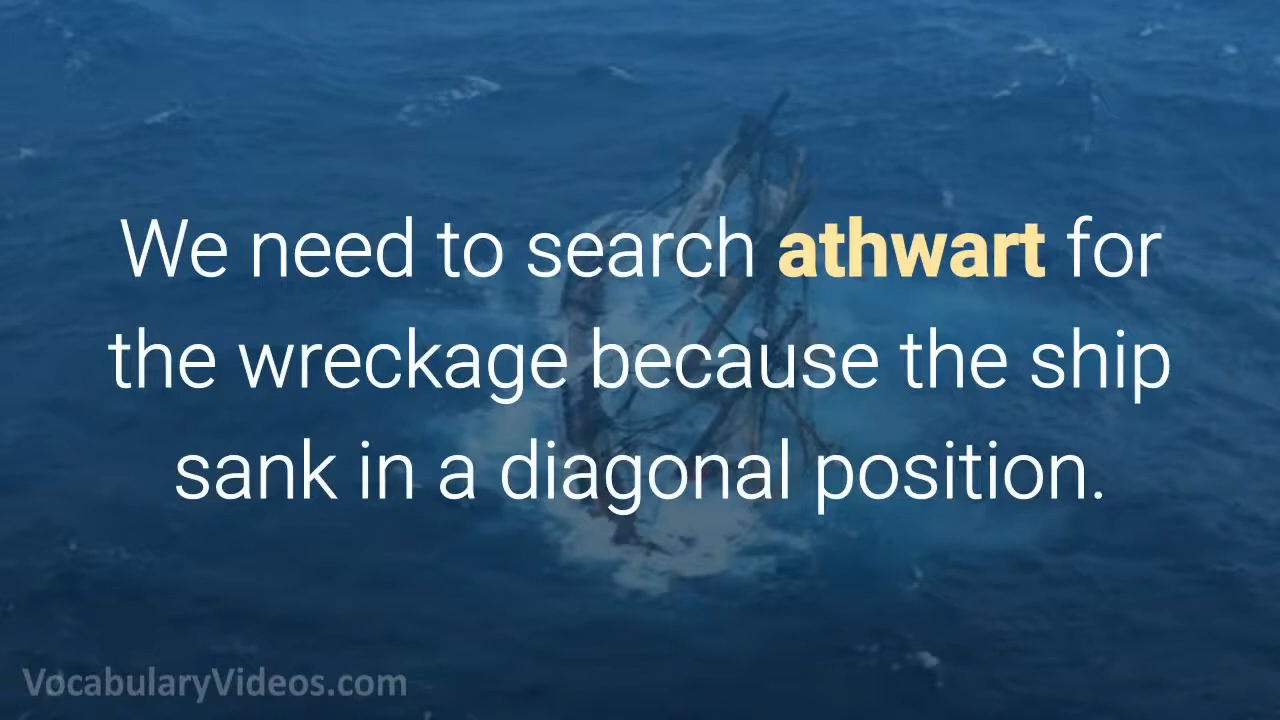 We need to search athwart for
the wreckage because the ship
sank in a diagonal position.
VocabularyVideos.com